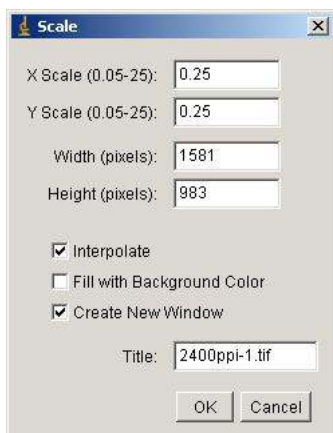 Scale
X Scale (0.05-25): 0.25
Y Scale (0.05-25): 0.25
Width (pixels): 1581
Height (pixels): 983
Interpolate
Fill with Background Color
Create New Window
Title: 2400ppi-1.tif
OK Cancel